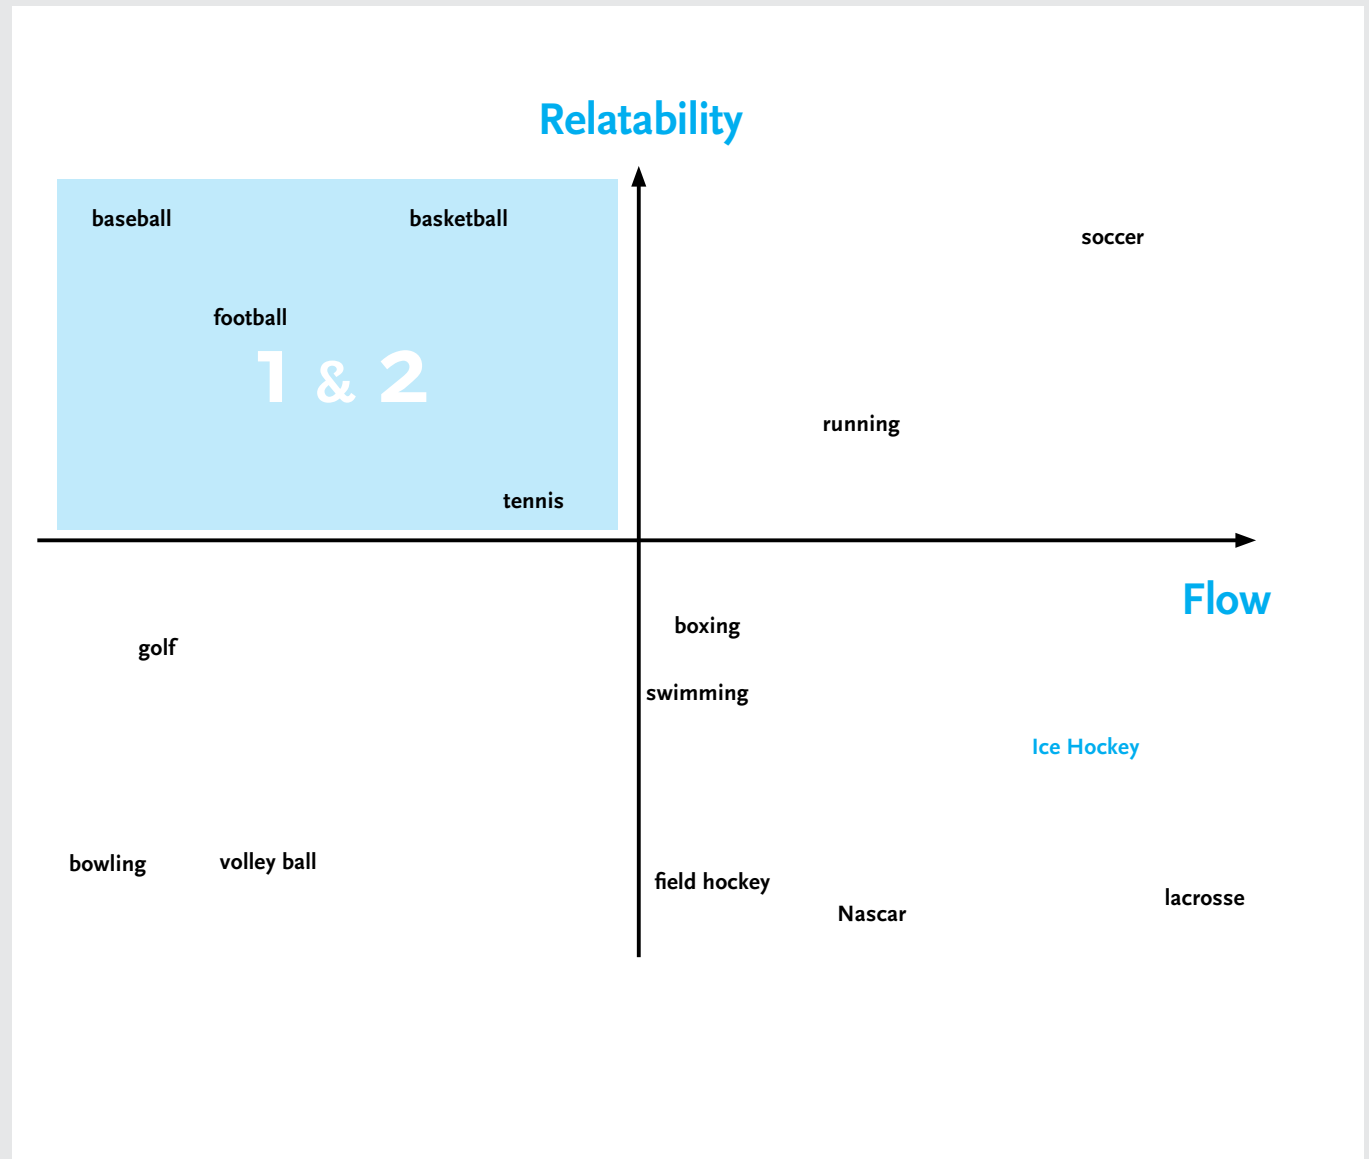 Relatability
baseball
basketball
soccer
football
1 & 2
running
tennis
Flow
boxing
golf
swimming
Ice Hockey
bowling
volley ball
field hockey
Nascar
lacrosse